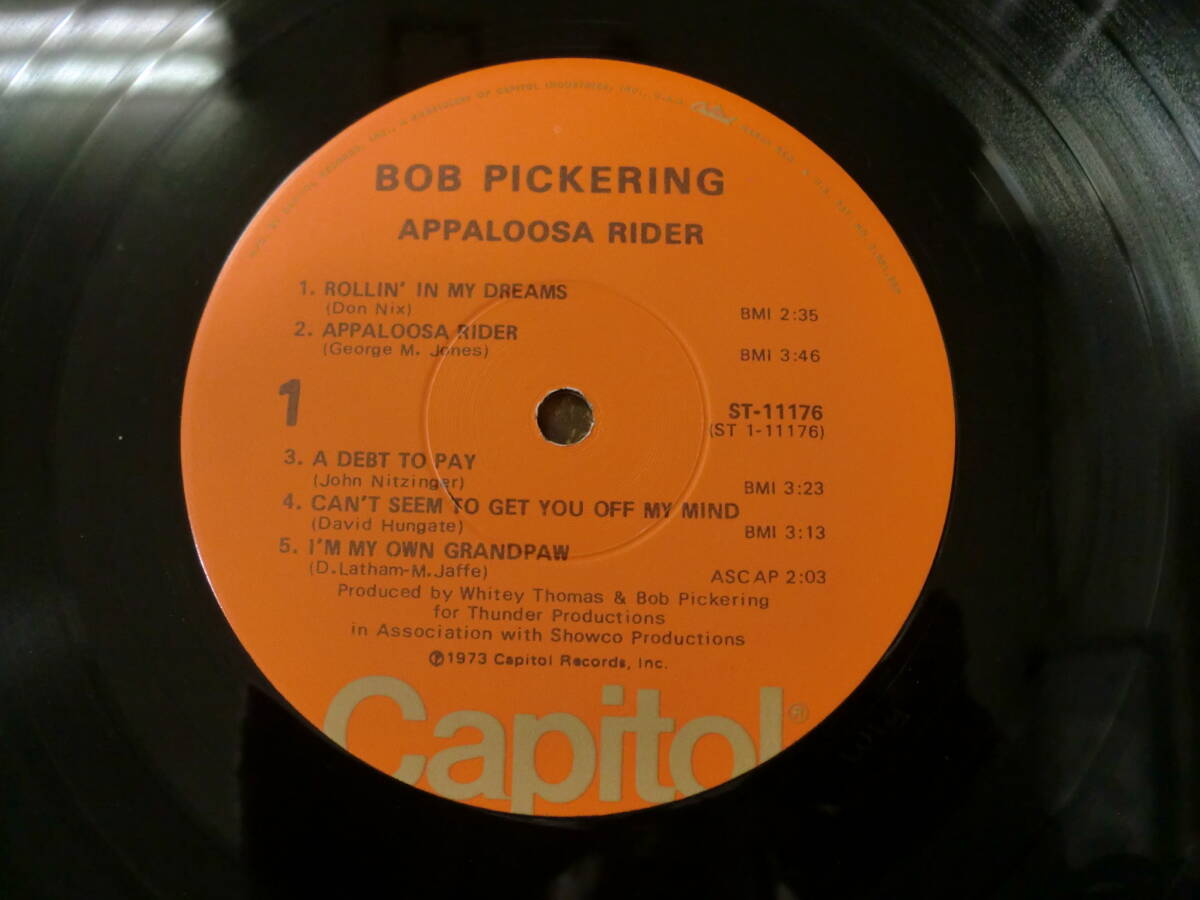 BOB PICKERING
APPALOOSA RIDER
1. ROLLIN' IN MY DREAMS
(Don Nix)
BMI 2:35
2. APPALOOSA RIDER
(George M. Jones)
BMI 3:46
1
ST-11176
(ST 1-11176)
3. A DEBT TO PAY
(John Nitzinger)
BMI 3:23
4. CAN'T SEEM TO GET YOU OFF MY MIND
(David Hungate)
BMI 3:13
5. I'M MY OWN GRANDPAW
(D.Latham-M.Jaffe)
ASCAP 2:03
Produced by Whitey Thomas & Bob Pickering
for Thunder Productions
in Association with Showco Productions
Ⓟ1973 Capitol Records, Inc.
Capitol®